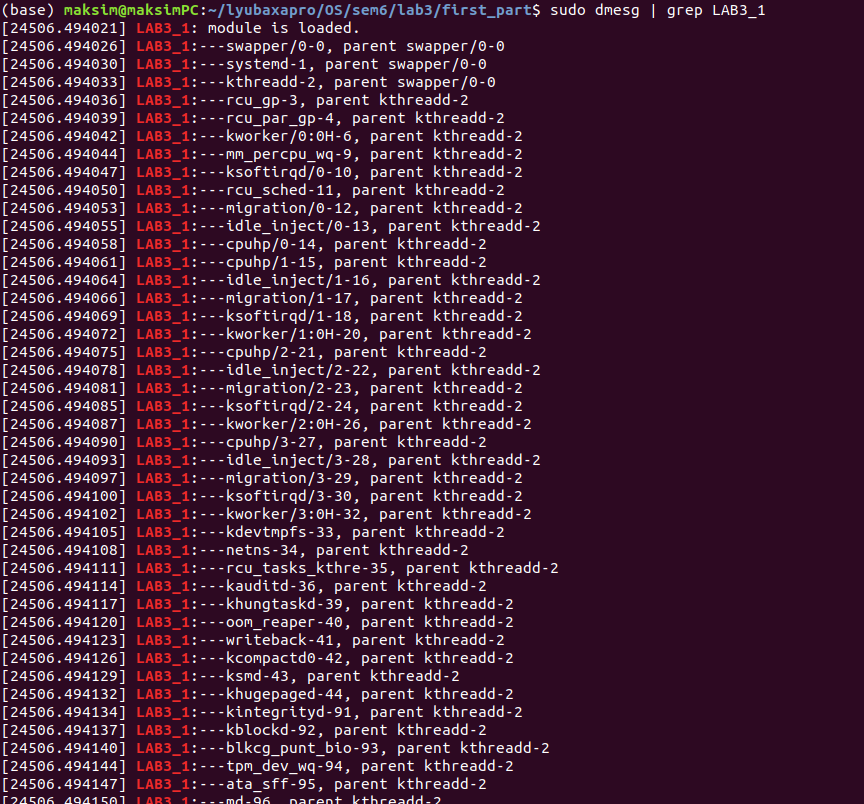 (base) maksim@maksimPC:~/lyubaxapro/OS/sem6/lab3/first_part$ sudo dmesg | grep LAB3_1
[24506.494021] LAB3_1: module is loaded.
[24506.494026] LAB3_1:---swapper/0-0, parent swapper/0-0
[24506.494030] LAB3_1:---systemd-1, parent swapper/0-0
[24506.494033] LAB3_1:---kthreadd-2, parent swapper/0-0
[24506.494036] LAB3_1:---rcu_gp-3, parent kthreadd-2
[24506.494039] LAB3_1:---rcu_par_gp-4, parent kthreadd-2
[24506.494042] LAB3_1:---kworker/0:0H-6, parent kthreadd-2
[24506.494044] LAB3_1:---mm_percpu_wq-9, parent kthreadd-2
[24506.494047] LAB3_1:---ksoftirqd/0-10, parent kthreadd-2
[24506.494050] LAB3_1:---rcu_sched-11, parent kthreadd-2
[24506.494053] LAB3_1:---migration/0-12, parent kthreadd-2
[24506.494055] LAB3_1:---idle_inject/0-13, parent kthreadd-2
[24506.494058] LAB3_1:---cpuhp/0-14, parent kthreadd-2
[24506.494061] LAB3_1:---cpuhp/1-15, parent kthreadd-2
[24506.494064] LAB3_1:---idle_inject/1-16, parent kthreadd-2
[24506.494066] LAB3_1:---migration/1-17, parent kthreadd-2
[24506.494069] LAB3_1:---ksoftirqd/1-18, parent kthreadd-2
[24506.494072] LAB3_1:---kworker/1:0H-20, parent kthreadd-2
[24506.494075] LAB3_1:---cpuhp/2-21, parent kthreadd-2
[24506.494078] LAB3_1:---idle_inject/2-22, parent kthreadd-2
[24506.494081] LAB3_1:---migration/2-23, parent kthreadd-2
[24506.494085] LAB3_1:---ksoftirqd/2-24, parent kthreadd-2
[24506.494087] LAB3_1:---kworker/2:0H-26, parent kthreadd-2
[24506.494090] LAB3_1:---cpuhp/3-27, parent kthreadd-2
[24506.494093] LAB3_1:---idle_inject/3-28, parent kthreadd-2
[24506.494097] LAB3_1:---migration/3-29, parent kthreadd-2
[24506.494100] LAB3_1:---ksoftirqd/3-30, parent kthreadd-2
[24506.494102] LAB3_1:---kworker/3:0H-32, parent kthreadd-2
[24506.494105] LAB3_1:---kdevtmpfs-33, parent kthreadd-2
[24506.494108] LAB3_1:---netns-34, parent kthreadd-2
[24506.494111] LAB3_1:---rcu_tasks_kthre-35, parent kthreadd-2
[24506.494114] LAB3_1:---kauditd-36, parent kthreadd-2
[24506.494117] LAB3_1:---khungtaskd-39, parent kthreadd-2
[24506.494120] LAB3_1:---oom_reaper-40, parent kthreadd-2
[24506.494123] LAB3_1:---writeback-41, parent kthreadd-2
[24506.494126] LAB3_1:---kcompactd0-42, parent kthreadd-2
[24506.494129] LAB3_1:---ksmd-43, parent kthreadd-2
[24506.494132] LAB3_1:---khugepaged-44, parent kthreadd-2
[24506.494134] LAB3_1:---kintegrityd-91, parent kthreadd-2
[24506.494137] LAB3_1:---kblockd-92, parent kthreadd-2
[24506.494140] LAB3_1:---blkcg_punt_bio-93, parent kthreadd-2
[24506.494144] LAB3_1:---tpm_dev_wq-94, parent kthreadd-2
[24506.494147] LAB3_1:---ata_sff-95, parent kthreadd-2
[24506.494150] LAB3_1:---md-96, parent kthreadd-2